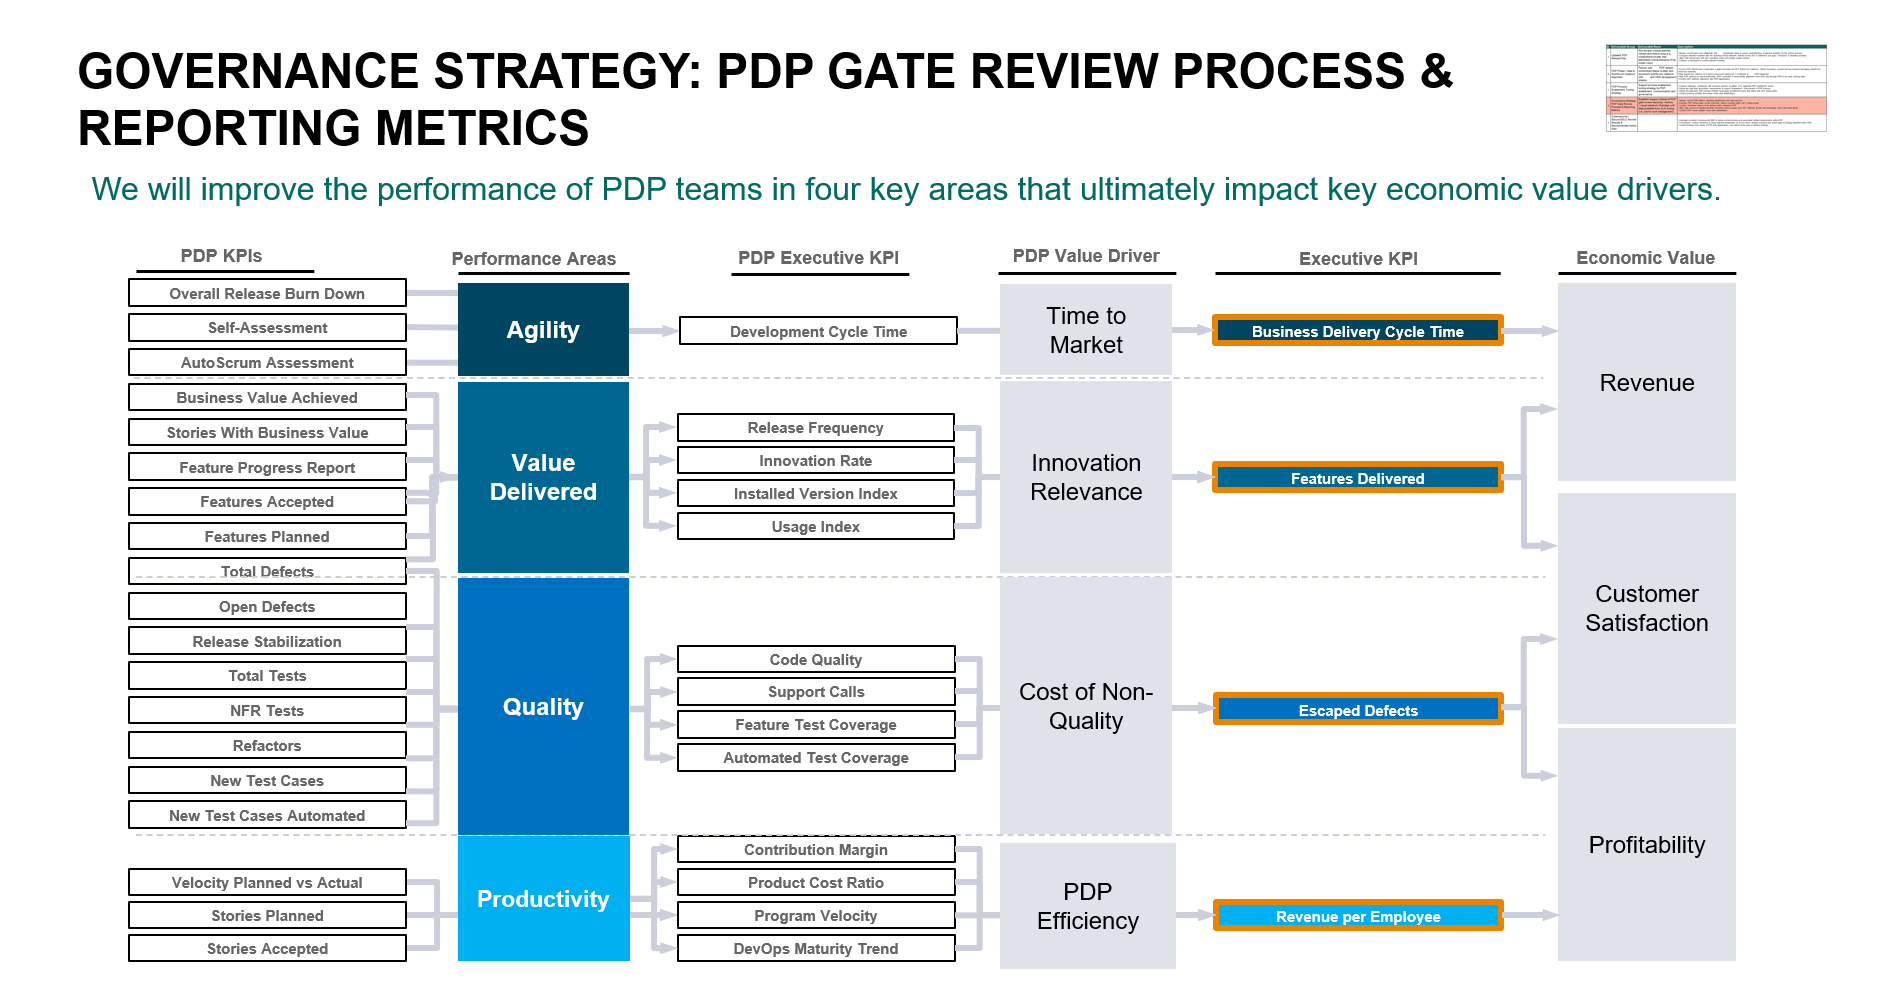 GOVERNANCE STRATEGY: PDP GATE REVIEW PROCESS &
REPORTING METRICS
We will improve the performance of PDP teams in four key areas that ultimately impact key economic value drivers.
PDP KPIs
Performance Areas
PDP Executive KPI
PDP Value Driver
Executive KPI
Economic Value
Overall Release Burn Down
Self-Assessment
AutoScrum Assessment
Business Value Achieved
Stories With Business Value
Feature Progress Report
Features Accepted
Features Planned
Total Defects
Open Defects
Release Stabilization
Total Tests
NFR Tests
Refactors
New Test Cases
New Test Cases Automated
Velocity Planned vs Actual
Stories Planned
Stories Accepted
Agility
Value
Delivered
Quality
Productivity
Development Cycle Time
Release Frequency
Innovation Rate
Installed Version Index
Usage Index
Code Quality
Support Calls
Feature Test Coverage
Automated Test Coverage
Contribution Margin
Product Cost Ratio
Program Velocity
DevOps Maturity Trend
Time to
Market
Innovation
Relevance
Cost of Non-
Quality
PDP
Efficiency
Business Delivery Cycle Time
Features Delivered
Escaped Defects
Revenue per Employee
Revenue
Customer
Satisfaction
Profitability